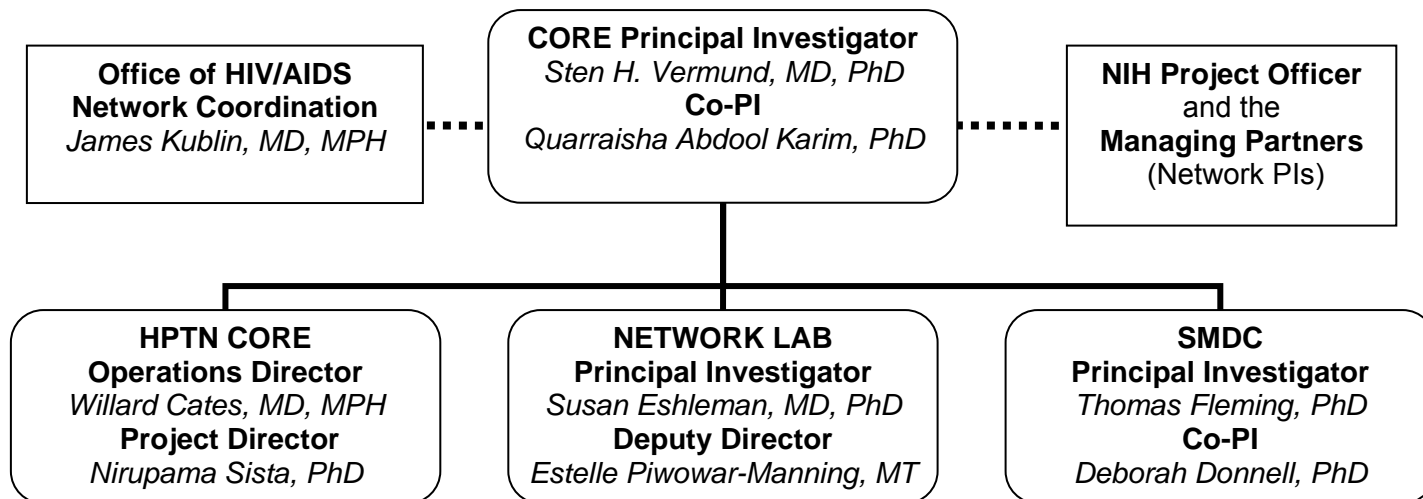 Office of HIV/AIDS
Network Coordination
James Kublin, MD, MPH
CORE Principal Investigator
Sten H. Vermund, MD, PhD
Co-PI
Quarraisha Abdool Karim, PhD
NIH Project Officer
and the
Managing Partners
(Network PIs)
HPTN CORE
Operations Director
Willard Cates, MD, MPH
Project Director
Nirupama Sista, PhD
NETWORK LAB
Principal Investigator
Susan Eshleman, MD, PhD
Deputy Director
Estelle Piwowar-Manning, MT
SMDC
Principal Investigator
Thomas Fleming, PhD
Co-PI
Deborah Donnell, PhD